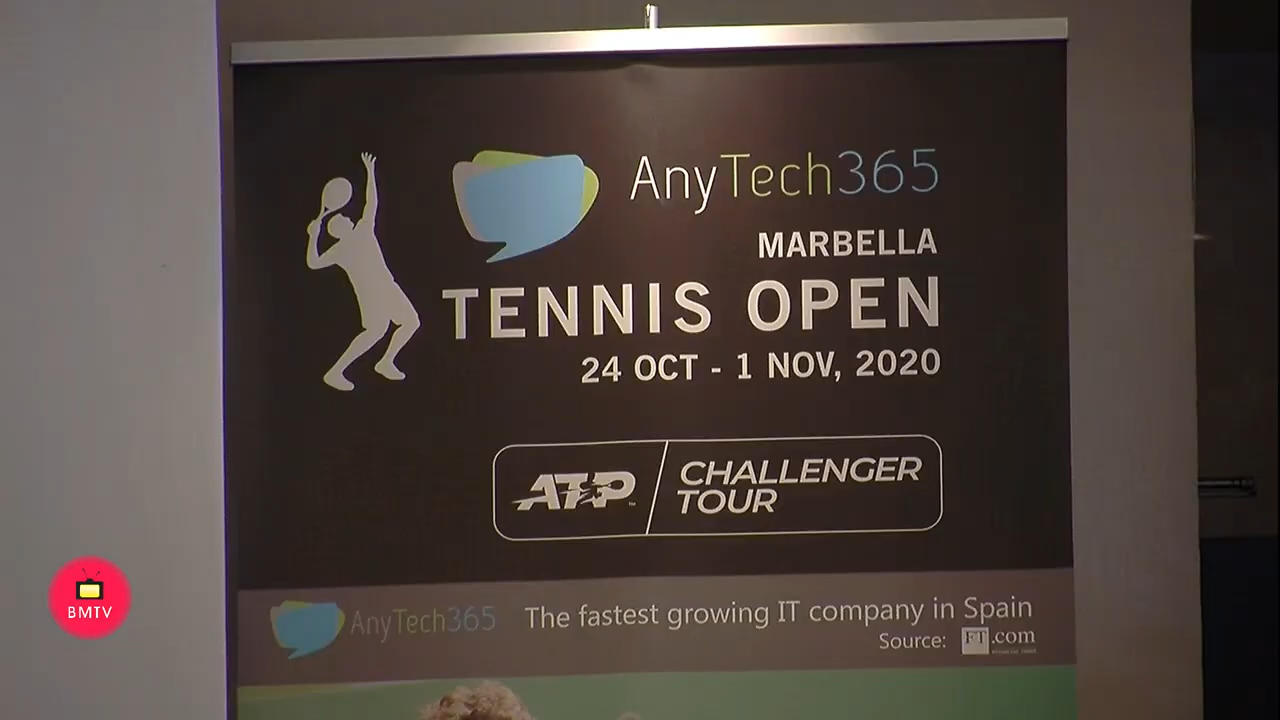 AnyTech365
MARBELLA
TENNIS OPEN
24 OCT - 1 NOV, 2020
ATP™ CHALLENGER
TOUR
AnyTech365 The fastest growing IT company in Spain
Source: FT.com
BMTV